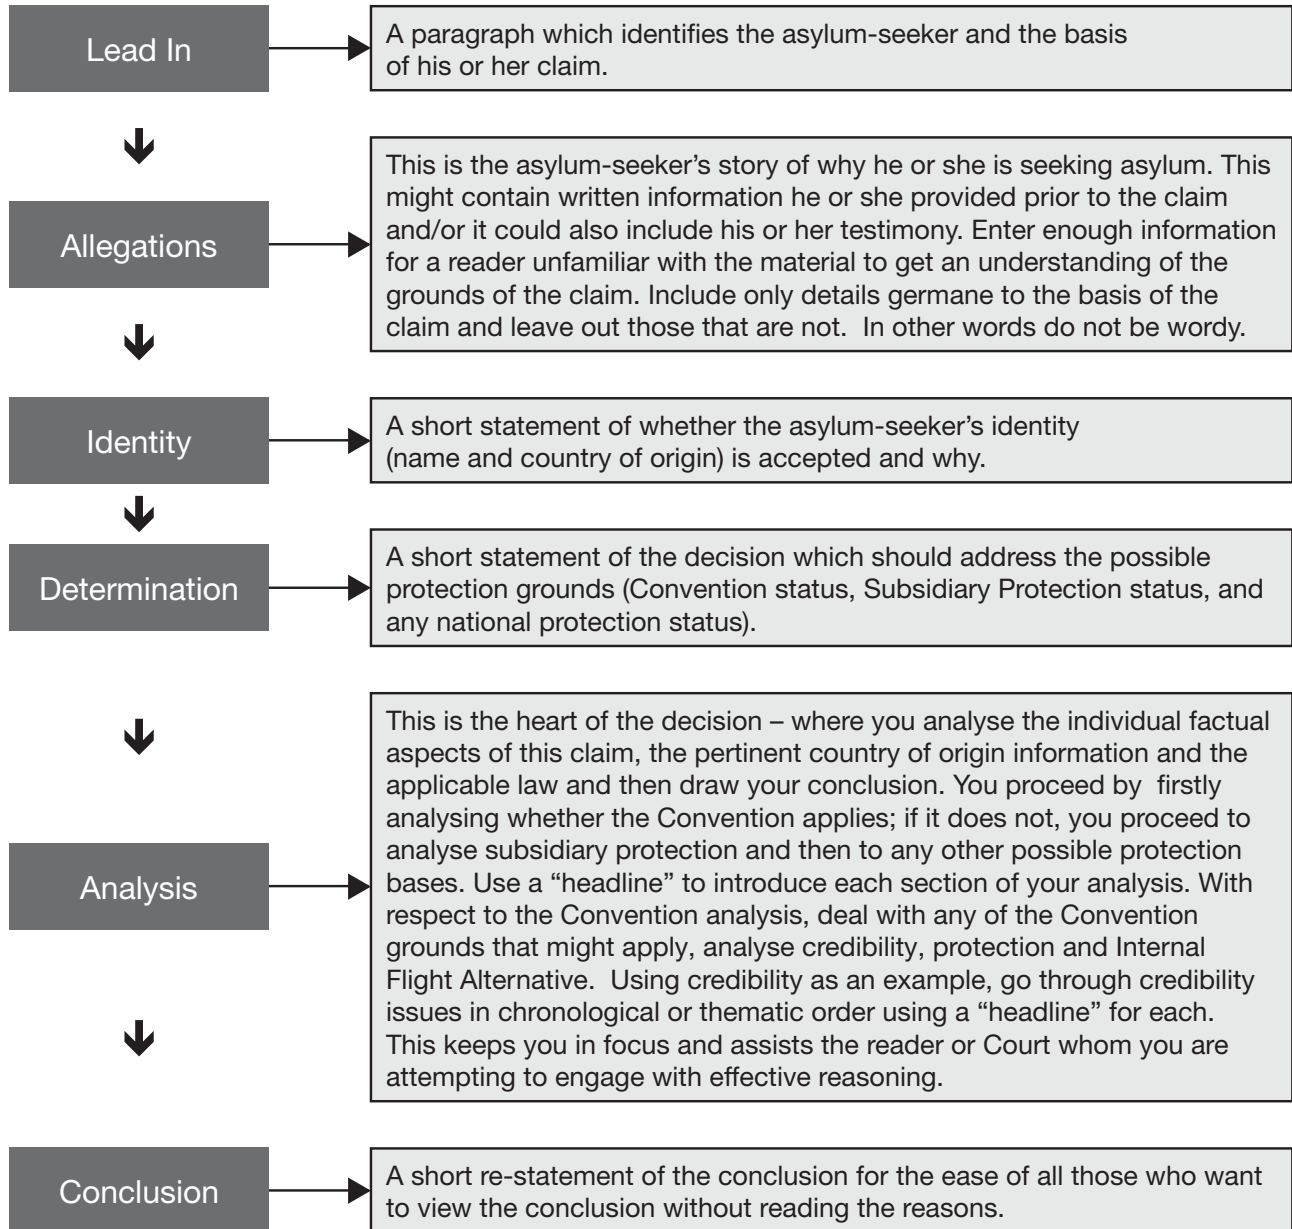 Lead In
A paragraph which identifies the asylum-seeker and the basis
of his or her claim.
Allegations
This is the asylum-seeker’s story of why he or she is seeking asylum. This
might contain written information he or she provided prior to the claim
and/or it could also include his or her testimony. Enter enough information
for a reader unfamiliar with the material to get an understanding of the
grounds of the claim. Include only details germane to the basis of the
claim and leave out those that are not.  In other words do not be wordy.
Identity
A short statement of whether the asylum-seeker’s identity
(name and country of origin) is accepted and why.
Determination
A short statement of the decision which should address the possible
protection grounds (Convention status, Subsidiary Protection status, and
any national protection status).
Analysis
This is the heart of the decision – where you analyse the individual factual
aspects of this claim, the pertinent country of origin information and the
applicable law and then draw your conclusion. You proceed by  firstly
analysing whether the Convention applies; if it does not, you proceed to
analyse subsidiary protection and then to any other possible protection
bases. Use a “headline” to introduce each section of your analysis. With
respect to the Convention analysis, deal with any of the Convention
grounds that might apply, analyse credibility, protection and Internal
Flight Alternative.  Using credibility as an example, go through credibility
issues in chronological or thematic order using a “headline” for each.
This keeps you in focus and assists the reader or Court whom you are
attempting to engage with effective reasoning.
Conclusion
A short re-statement of the conclusion for the ease of all those who want
to view the conclusion without reading the reasons.